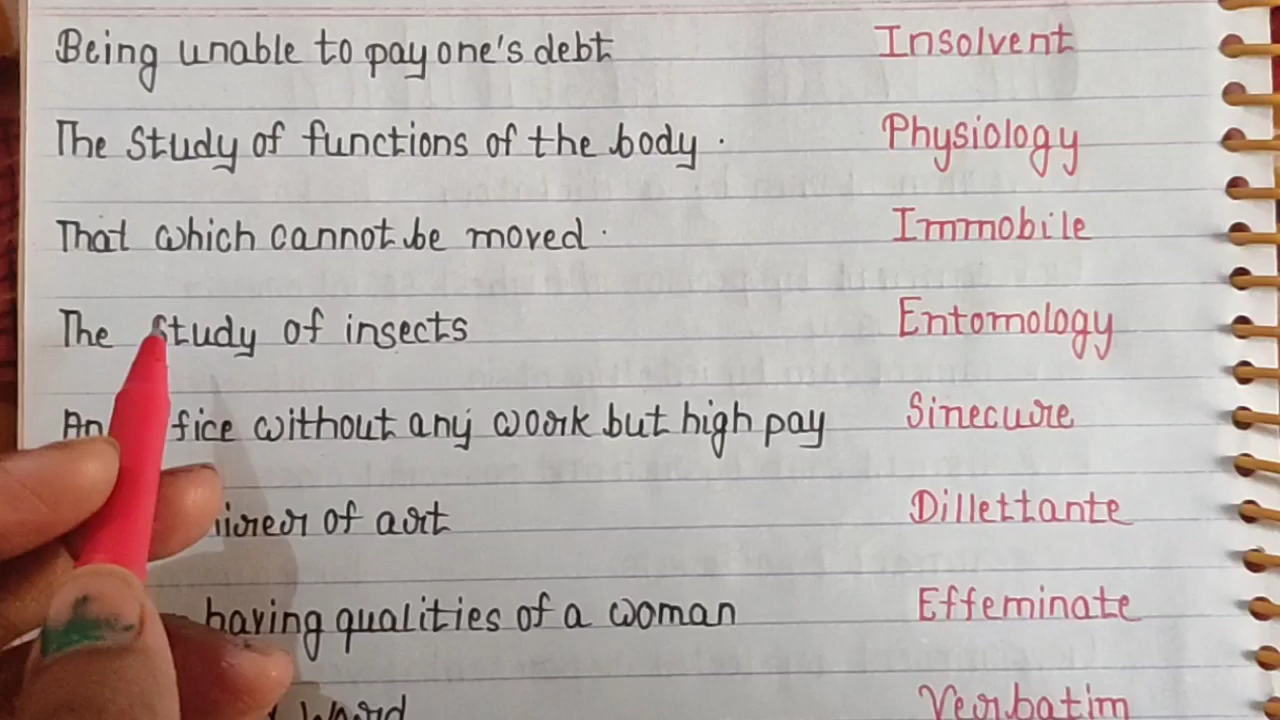 Being unable to pay one's debt Insolvent
The Study of functions of the body. Physiology
That which cannot be moved. Immobile
The Study of insects Entomology
An fice without any work but high pay Sinecure
of art Dillettante
having qualities of a woman Effeminate
Word Verbatim